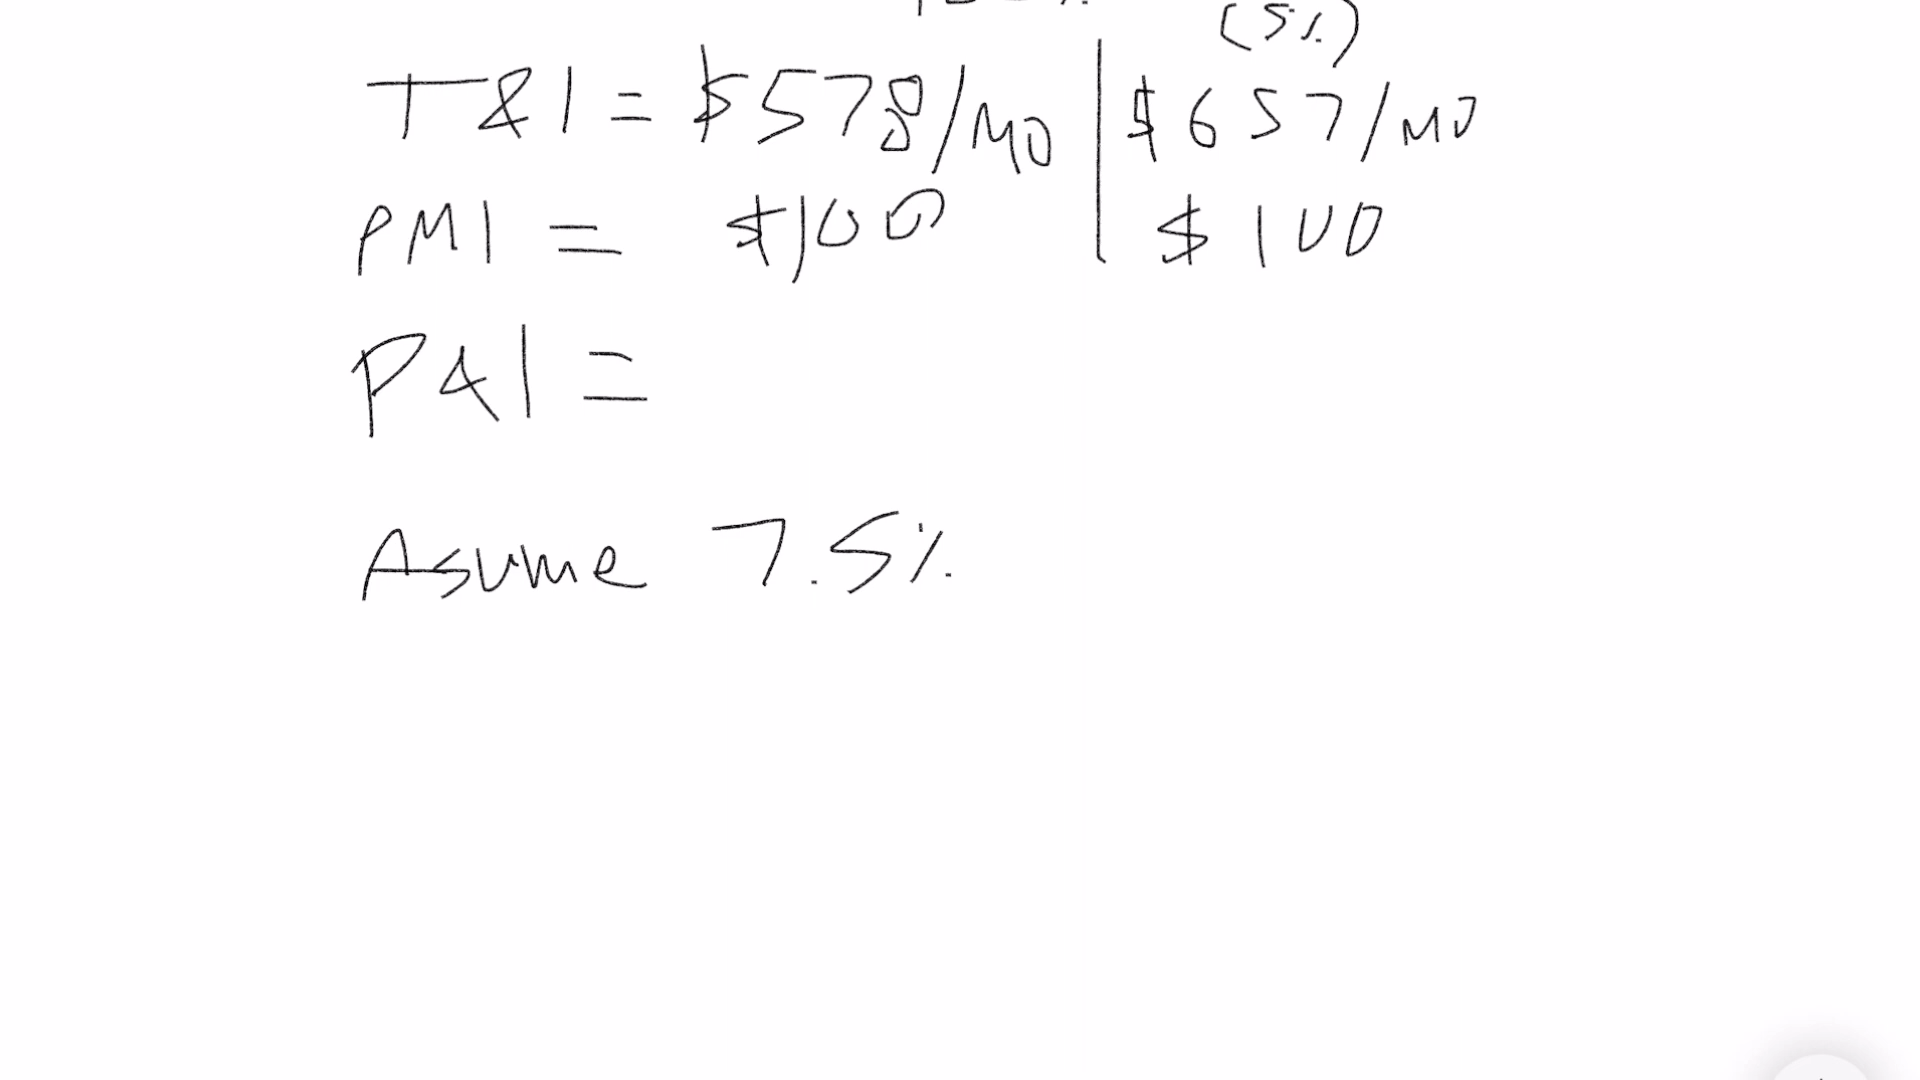 (5%)
T&I = $578/MO | $657/MO
PMI = $100 | $100
P&I =
Asume 7.5%